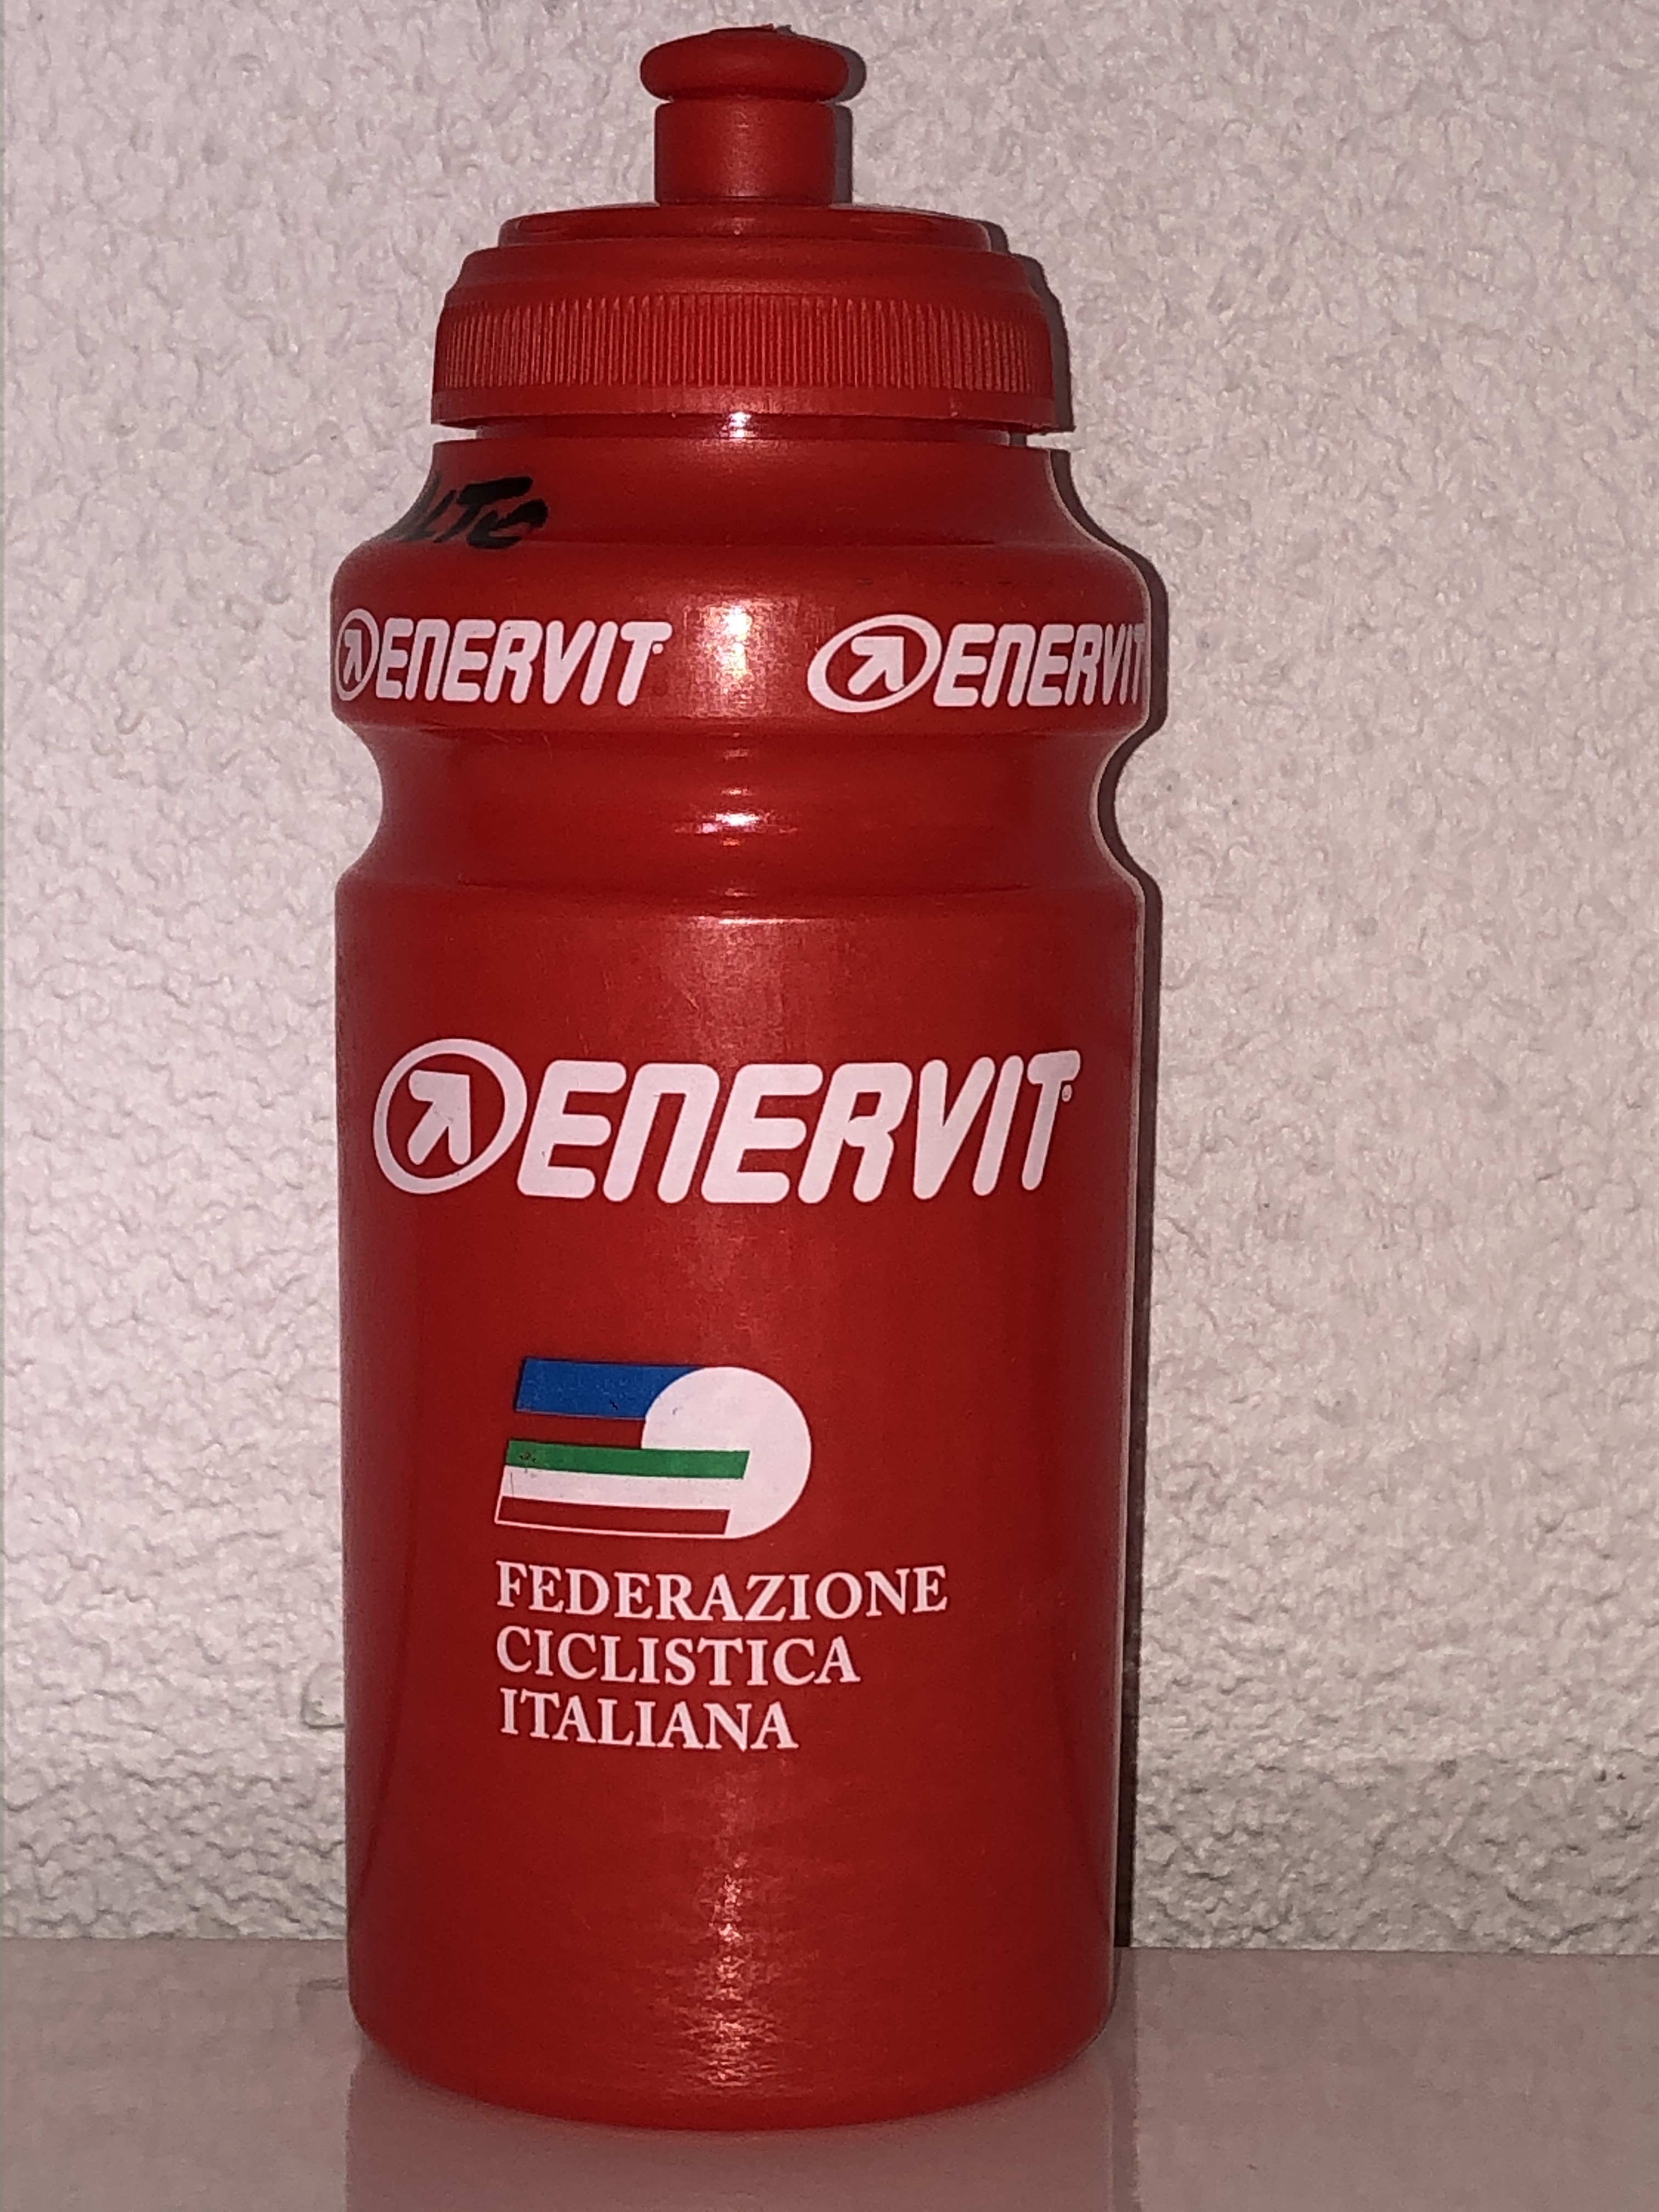 ENERVIT ENERVIT
ENERVIT
FEDERAZIONE
CICLISTICA
ITALIANA